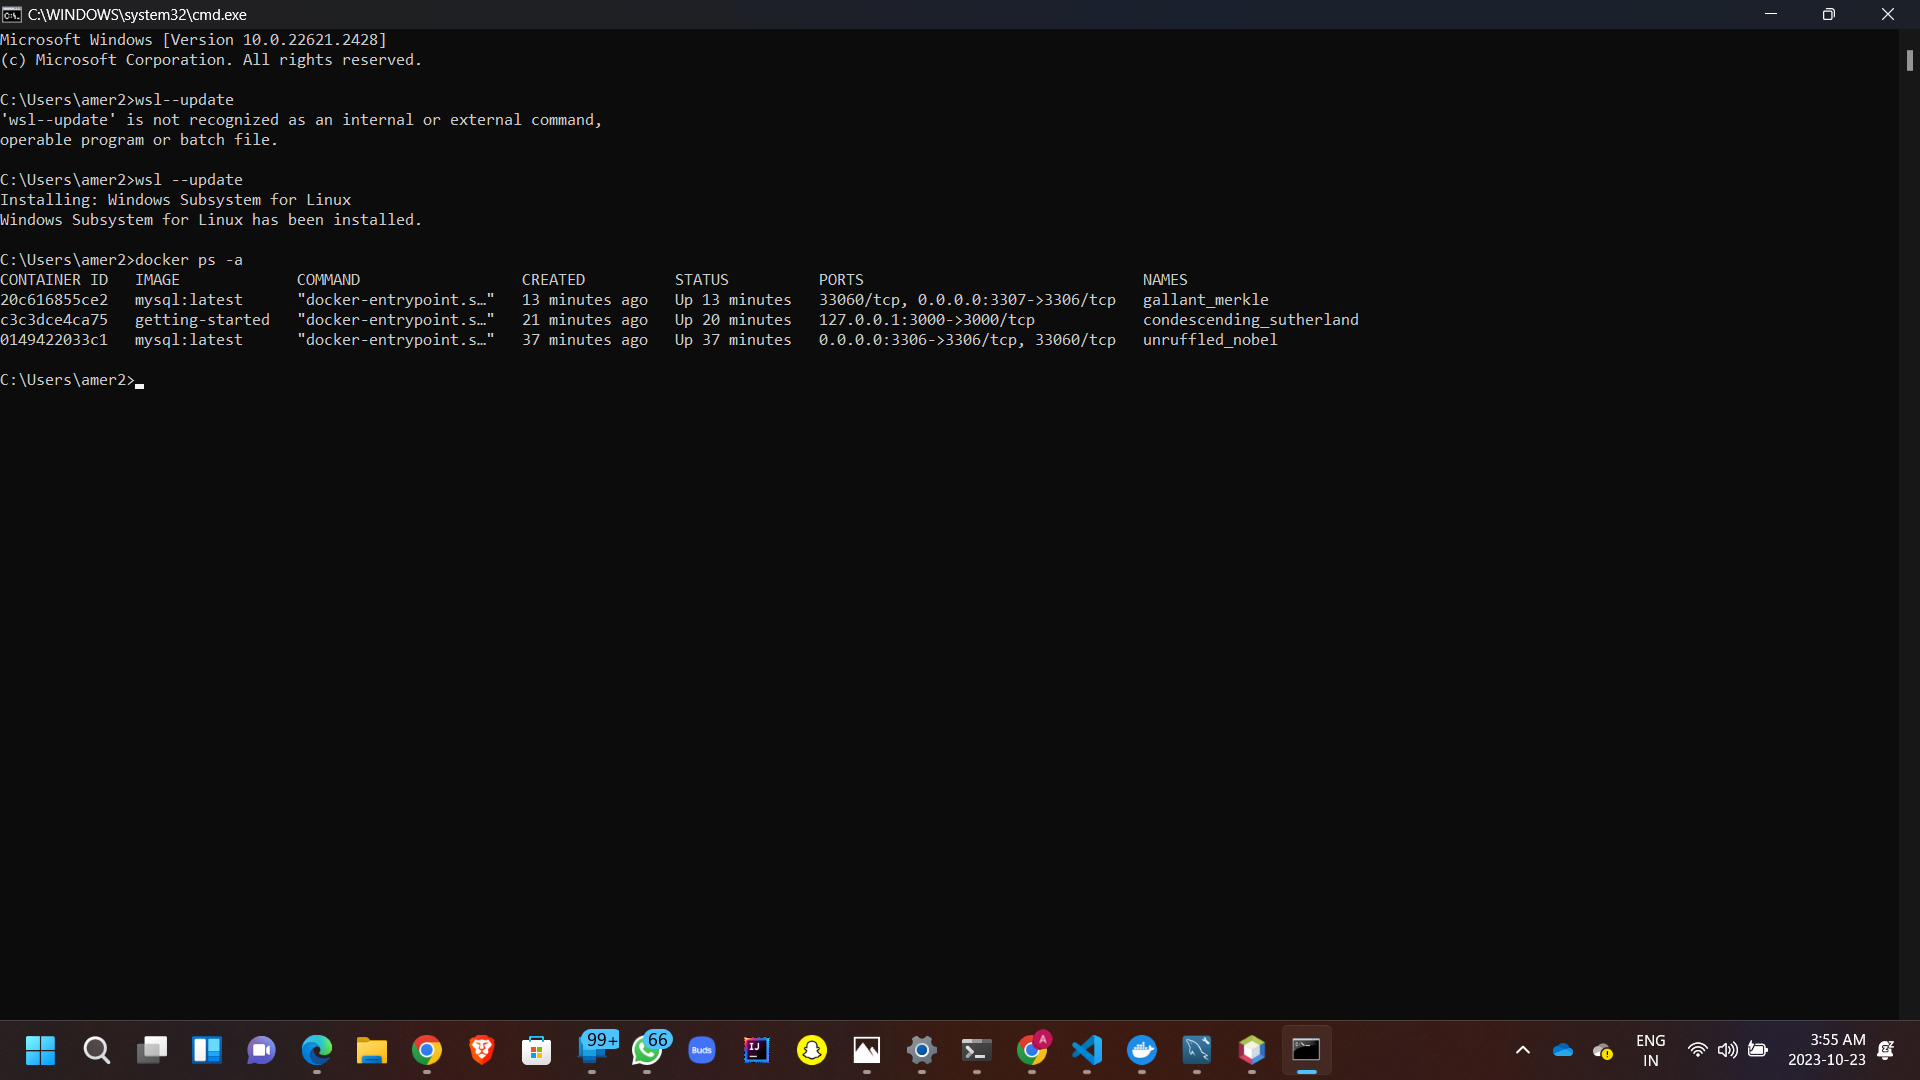 C:\WINDOWS\system32\cmd.exe
Microsoft Windows [Version 10.0.22621.2428]
(c) Microsoft Corporation. All rights reserved.
C:\Users\amer2>wsl--update
'wsl--update' is not recognized as an internal or external command,
operable program or batch file.
C:\Users\amer2>wsl --update
Installing: Windows Subsystem for Linux
Windows Subsystem for Linux has been installed.
C:\Users\amer2>docker ps -a
CONTAINER ID   IMAGE             COMMAND                  CREATED          STATUS          PORTS                               NAMES
20c616855ce2   mysql:latest      "docker-entrypoint.s…"   13 minutes ago   Up 13 minutes   33060/tcp, 0.0.0.0:3307->3306/tcp   gallant_merkle
c3c3dce4ca75   getting-started   "docker-entrypoint.s…"   21 minutes ago   Up 20 minutes   127.0.0.1:3000->3000/tcp            condescending_sutherland
0149422033c1   mysql:latest      "docker-entrypoint.s…"   37 minutes ago   Up 37 minutes   0.0.0.0:3306->3306/tcp, 33060/tcp   unruffled_nobel
C:\Users\amer2>
99+
66
Buds
IJ
A
ENG
IN
3:55 AM
2023-10-23